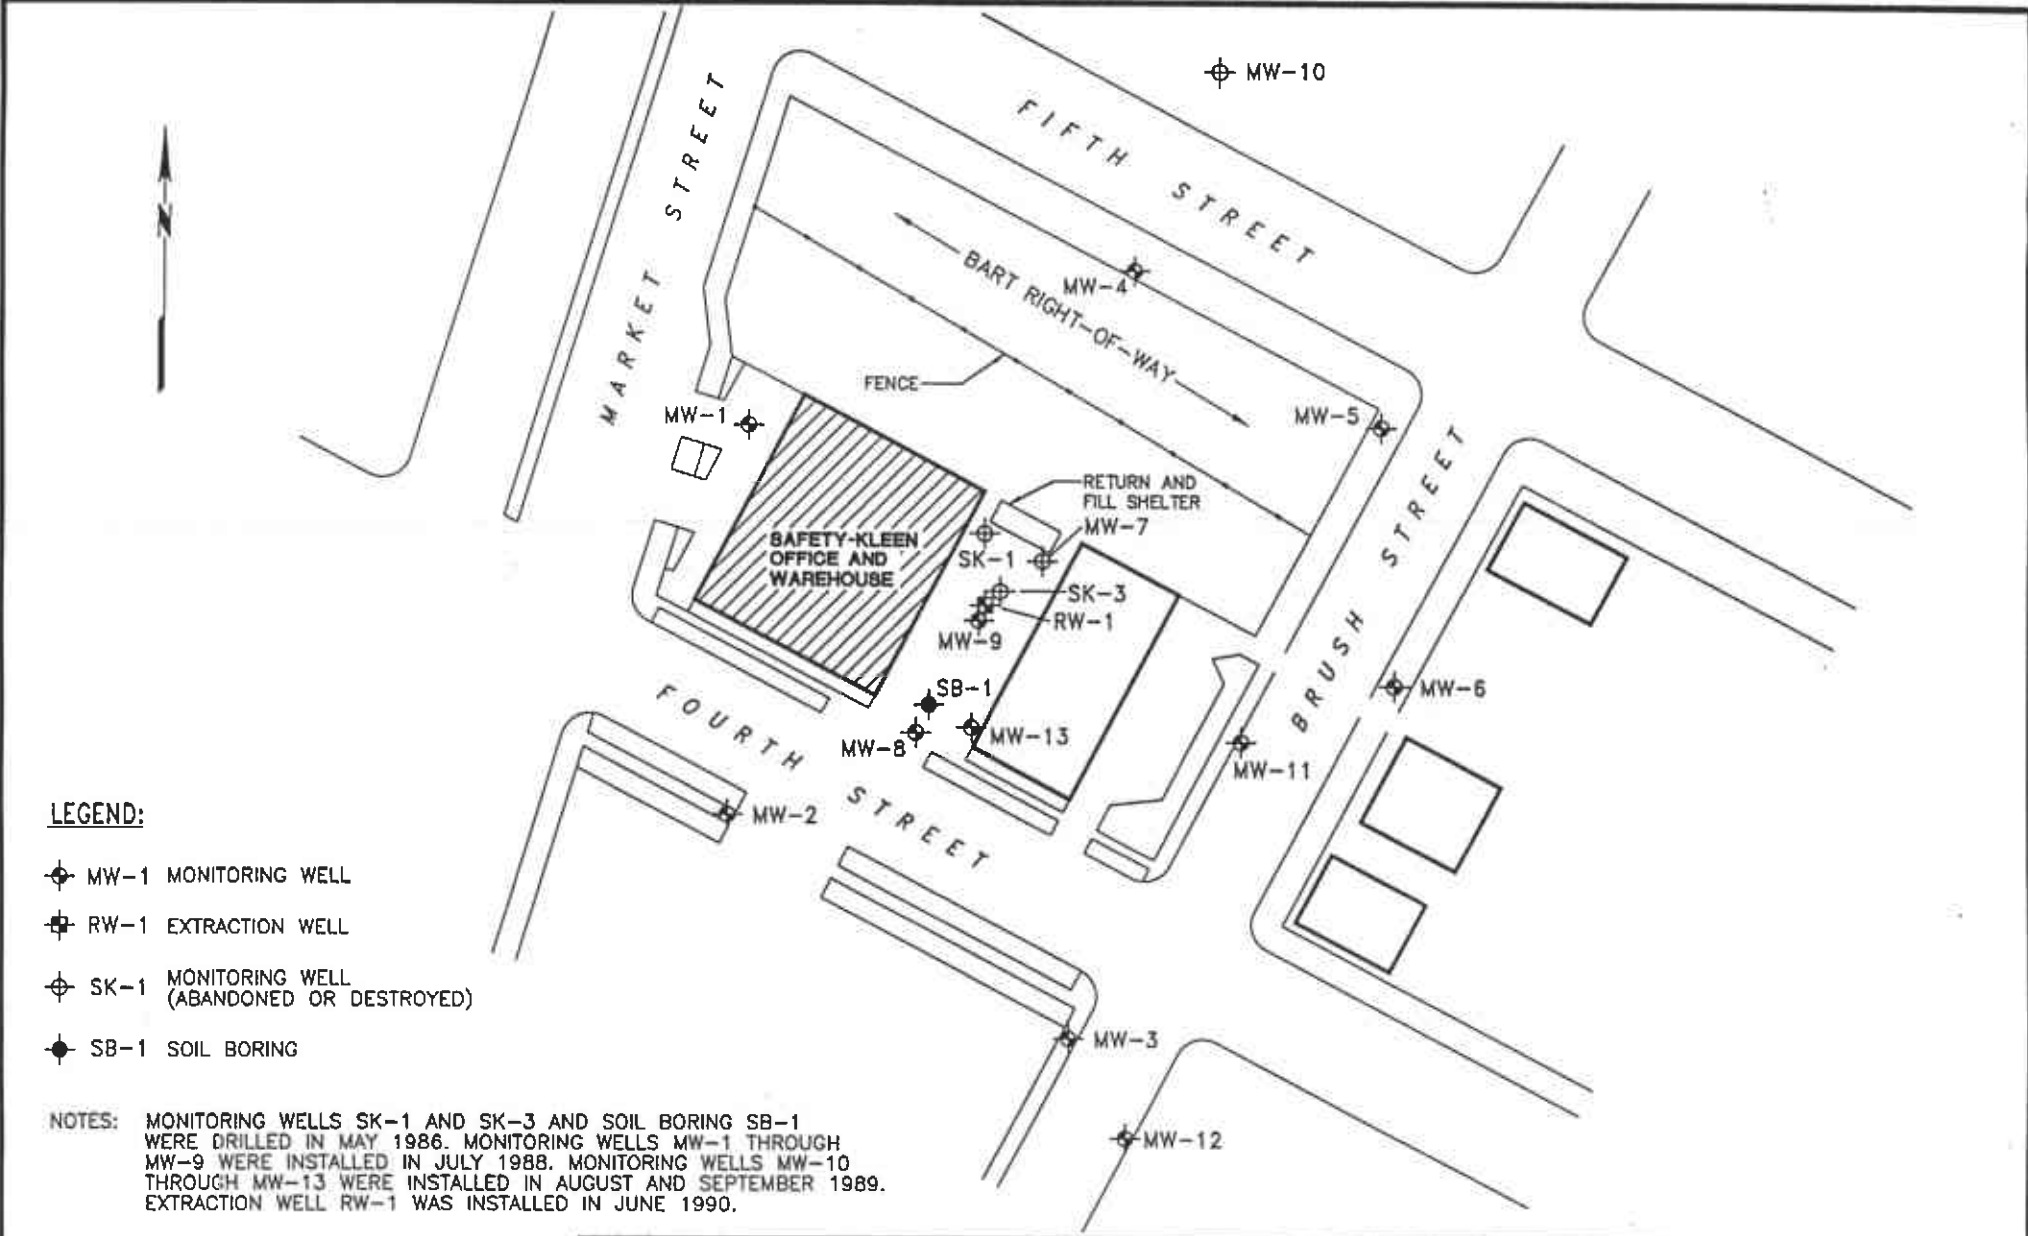 MW-10
FIFTH STREET
MARKET STREET
N
MW-4
BART RIGHT-OF-WAY
FENCE
MW-1
MW-5
RETURN AND
FILL SHELTER
MW-7
SAFETY-KLEEN
OFFICE AND
WAREHOUSE
SK-1
SK-3
RW-1
MW-9
BRUSH STREET
MW-6
SB-1
MW-13
MW-8
MW-11
FOURTH STREET
MW-2
MW-3
MW-12
LEGEND:
MW-1 MONITORING WELL
RW-1 EXTRACTION WELL
SK-1 MONITORING WELL
(ABANDONED OR DESTROYED)
SB-1 SOIL BORING
NOTES: MONITORING WELLS SK-1 AND SK-3 AND SOIL BORING SB-1
WERE DRILLED IN MAY 1986. MONITORING WELLS MW-1 THROUGH
MW-9 WERE INSTALLED IN JULY 1988. MONITORING WELLS MW-10
THROUGH MW-13 WERE INSTALLED IN AUGUST AND SEPTEMBER 1989.
EXTRACTION WELL RW-1 WAS INSTALLED IN JUNE 1990.